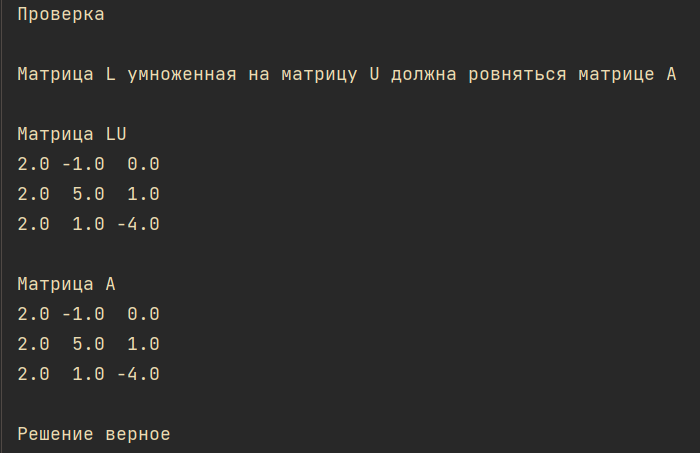 Проверка
Матрица L умноженная на матрицу U должна ровняться матрице A
Матрица LU
2.0 -1.0  0.0
2.0  5.0  1.0
2.0  1.0 -4.0
Матрица A
2.0 -1.0  0.0
2.0  5.0  1.0
2.0  1.0 -4.0
Решение верное